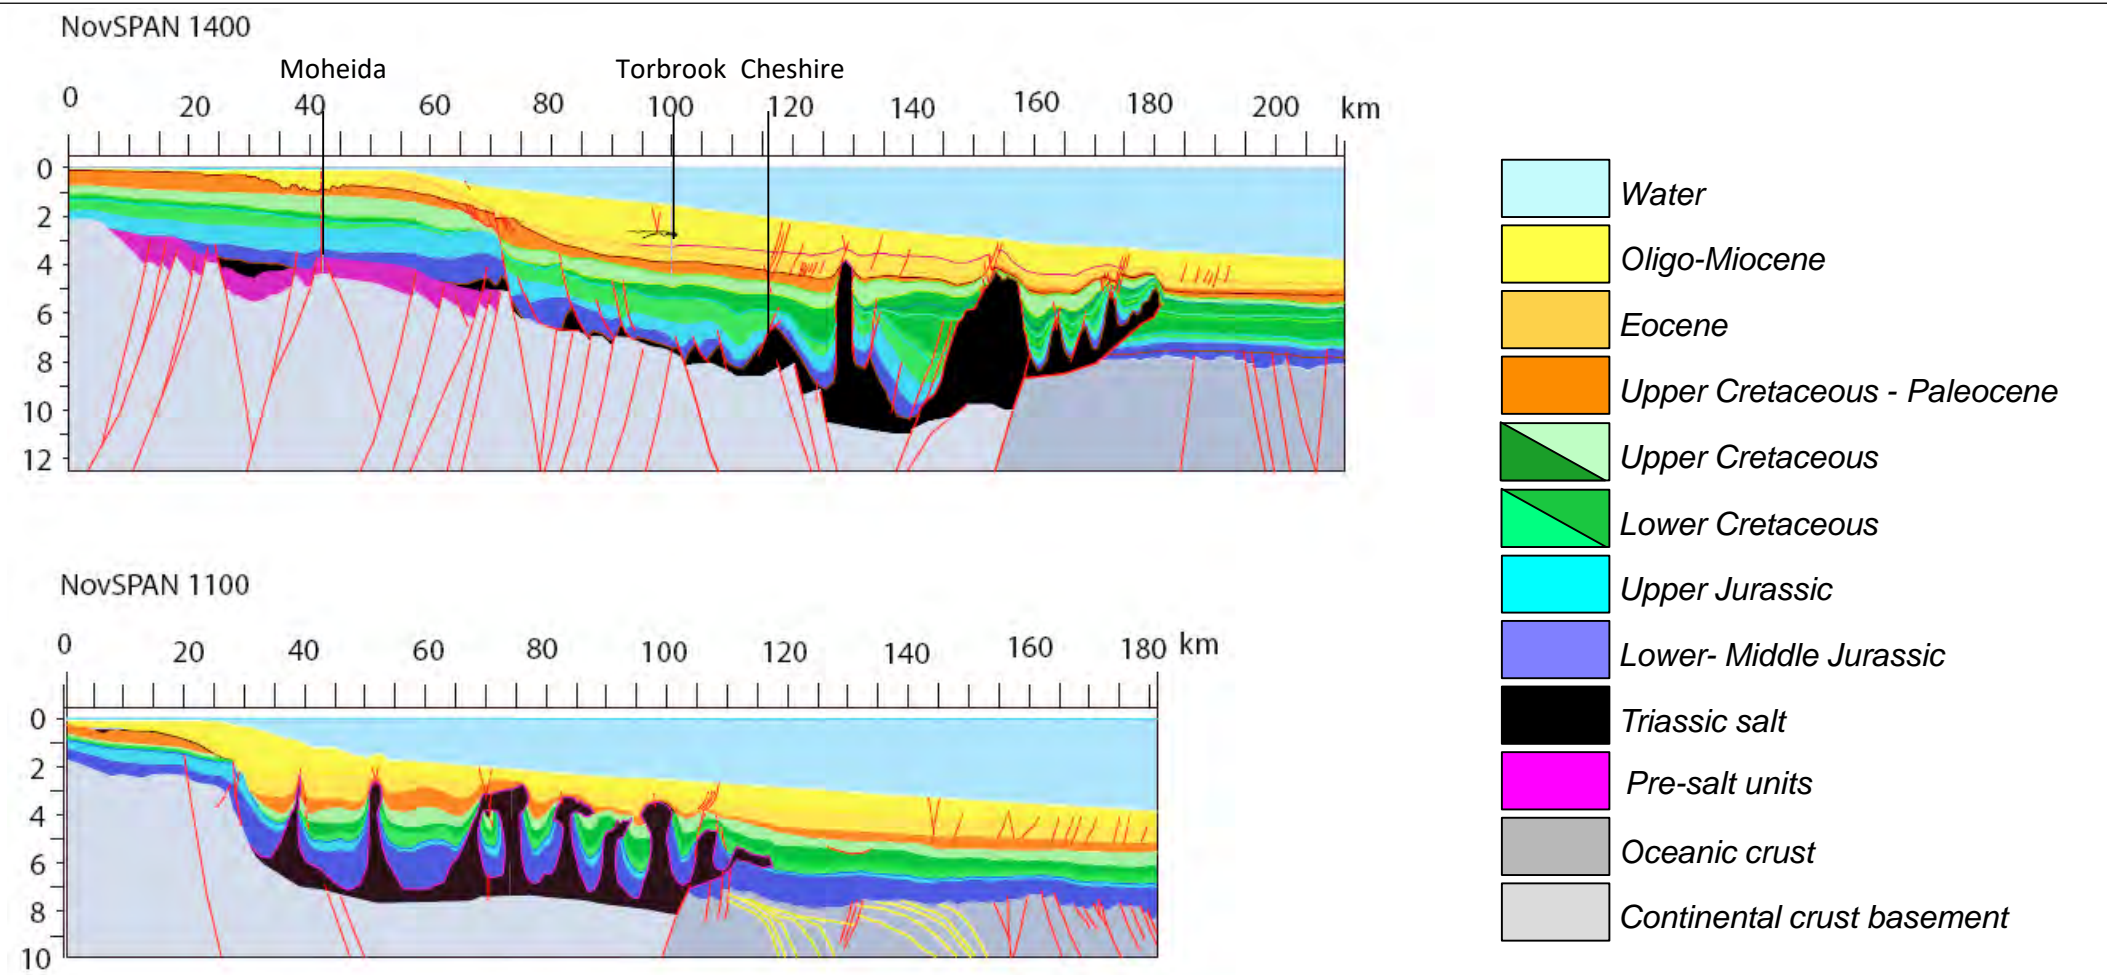 NovSPAN 1400
Moheida Torbrook Cheshire
0 20 40 60 80 100 120 140 160 180 200 km
0
2
4
6
8
10
12
NovSPAN 1100
0 20 40 60 80 100 120 140 160 180 km
0
2
4
6
8
10
Water
Oligo-Miocene
Eocene
Upper Cretaceous - Paleocene
Upper Cretaceous
Lower Cretaceous
Upper Jurassic
Lower- Middle Jurassic
Triassic salt
Pre-salt units
Oceanic crust
Continental crust basement